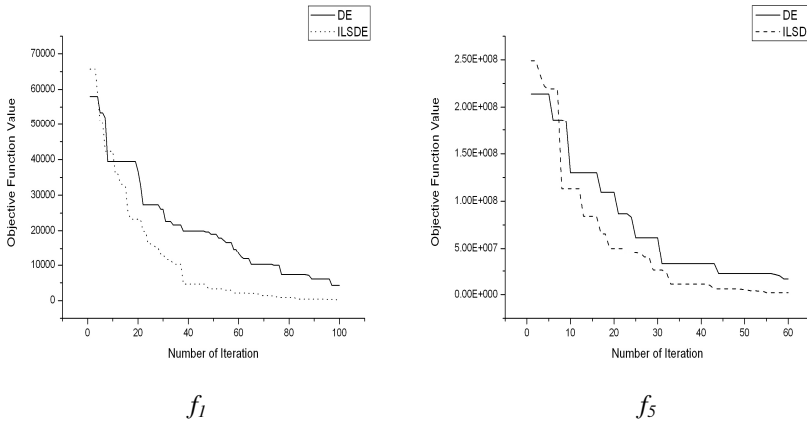 DE
ILSDE
70000
60000
50000
40000
30000
20000
10000
0
Objective Function Value
0
20
40
60
80
100
Number of Iteration
f1
DE
ILSDE
2.50E+008
2.00E+008
1.50E+008
1.00E+008
5.00E+007
0.00E+000
Objective Function Value
0
10
20
30
40
50
60
Number of Iteration
f5